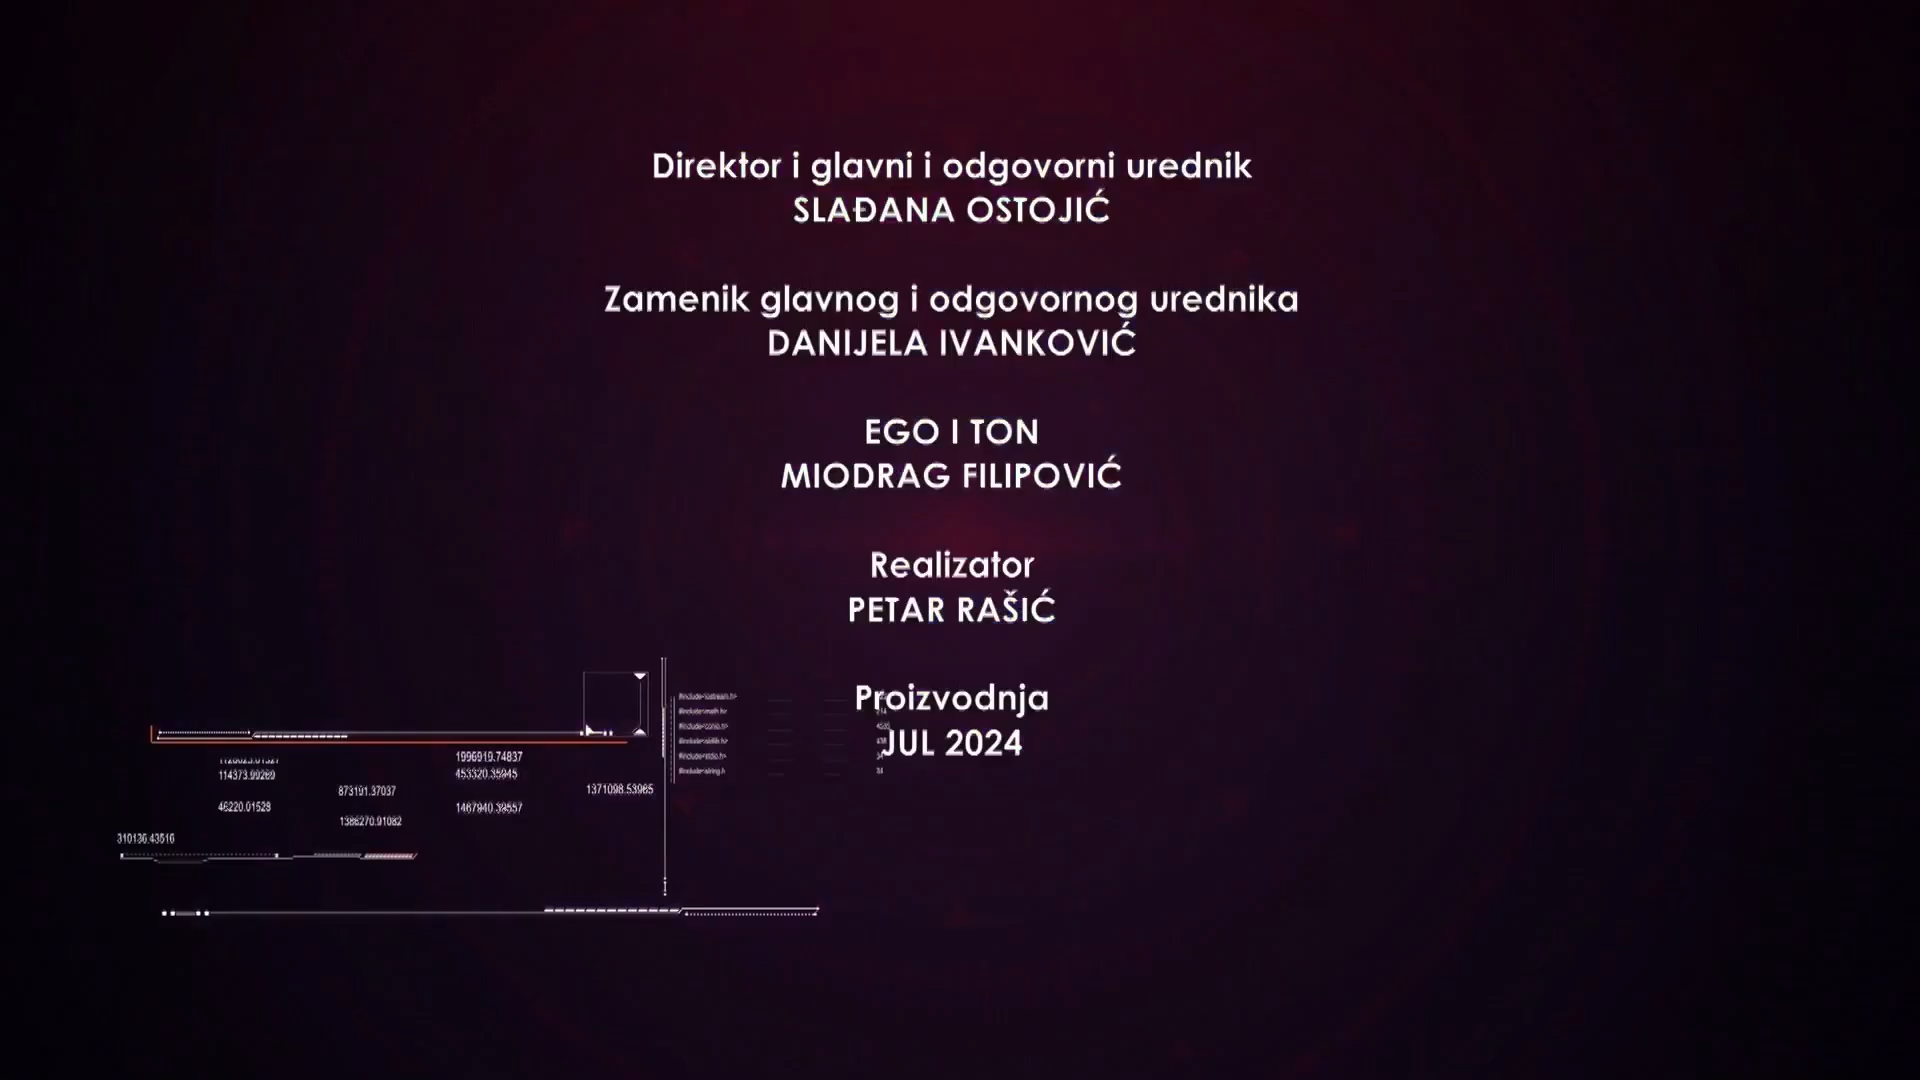 Direktor i glavni i odgovorni urednik
SLAĐANA OSTOJIĆ
Zamenik glavnog i odgovornog urednika
DANIJELA IVANKOVIĆ
EGO I TON
MIODRAG FILIPOVIĆ
Realizator
PETAR RAŠIĆ
Proizvodnja
JUL 2024
1996919.74837
114373.99269
453320.35945
873191.37037
1371098.53965
46220.01529
1467940.39557
1386270.91082
310136.43516